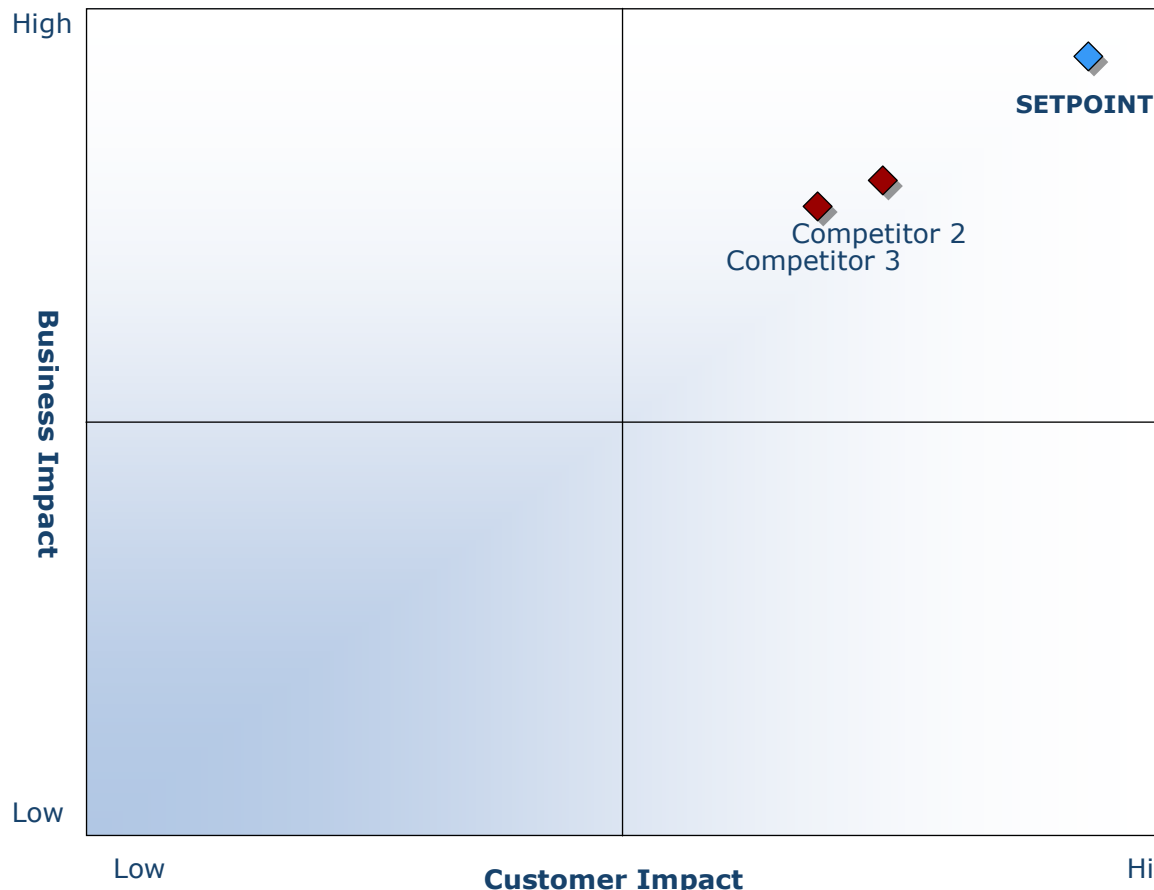 High
SETPOINT
Competitor 2
Competitor 3
Business Impact
Low
Low
Hi
Customer Impact